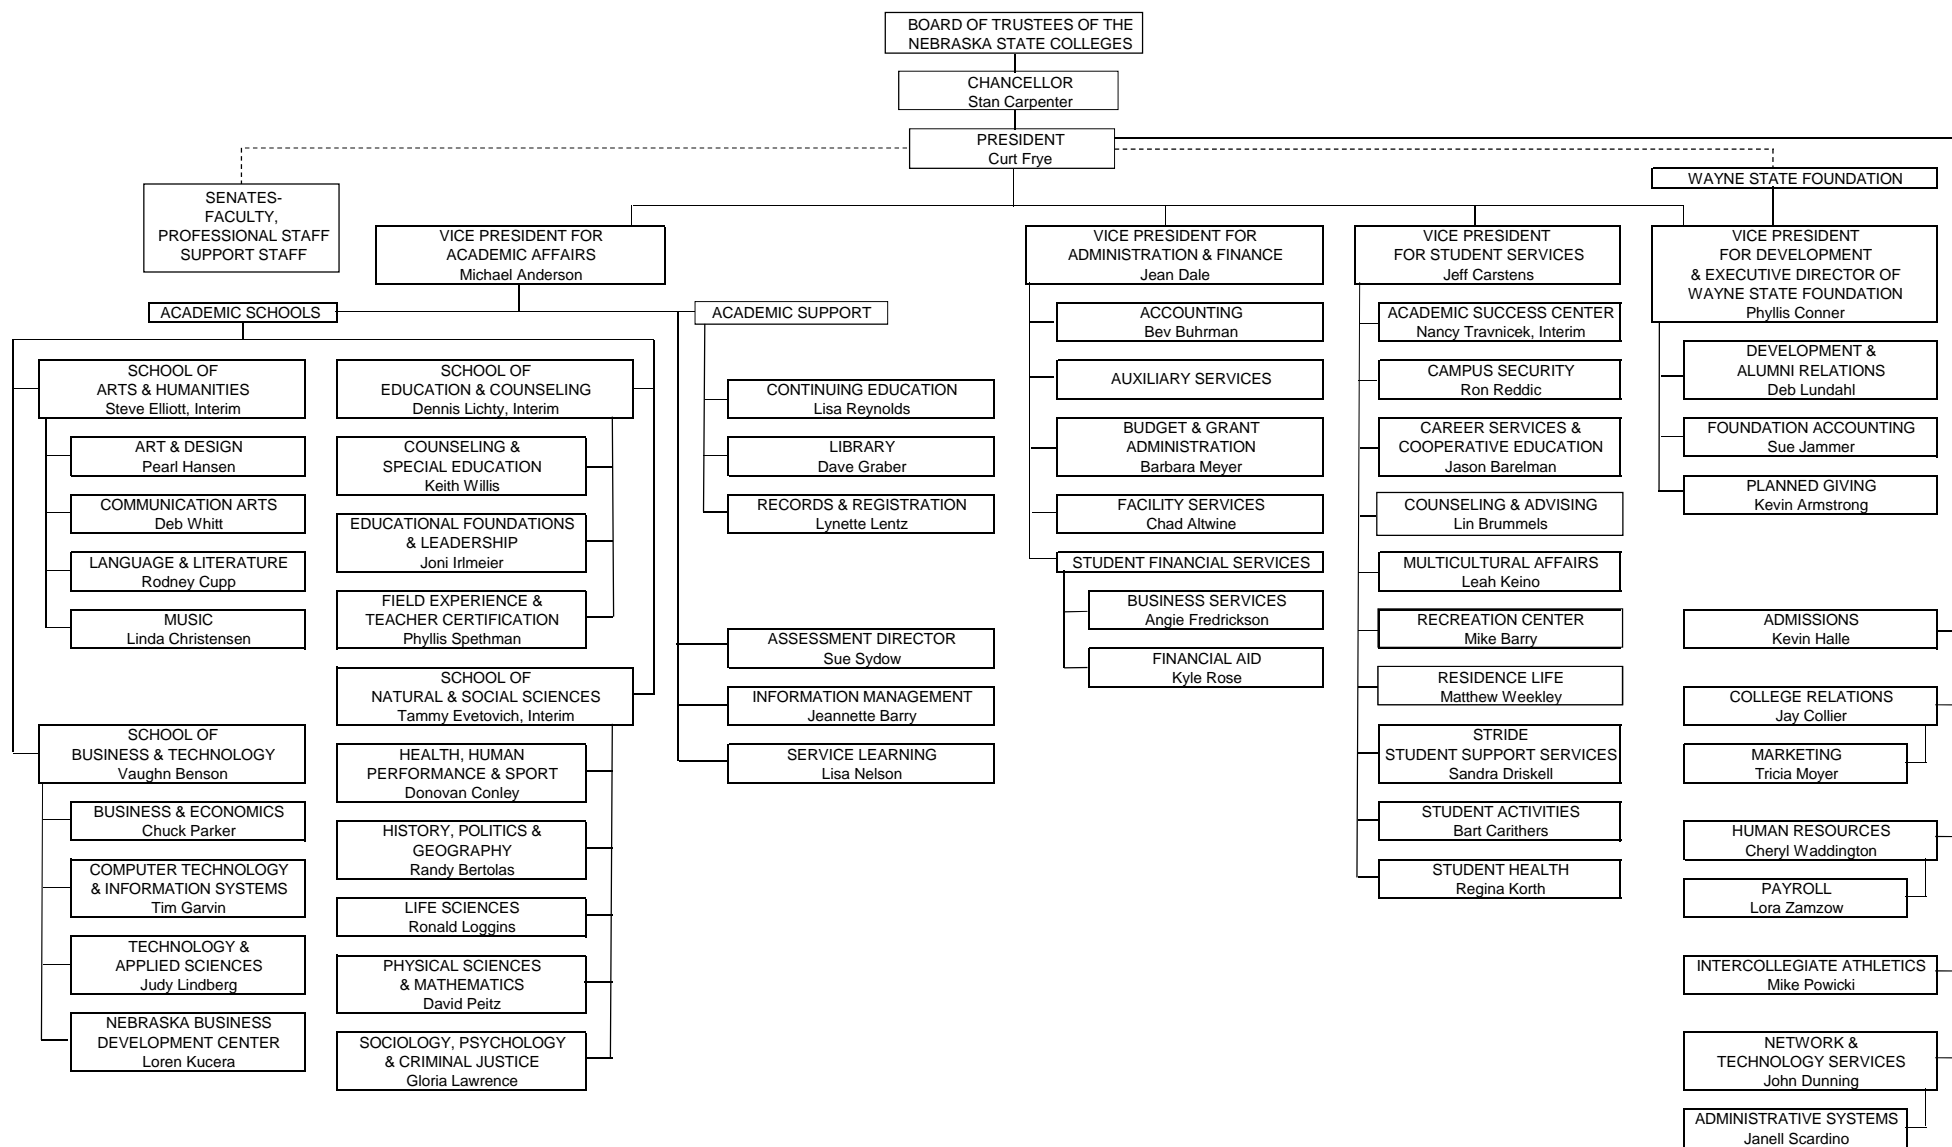 BOARD OF TRUSTEES OF THE
NEBRASKA STATE COLLEGES
CHANCELLOR
Stan Carpenter
PRESIDENT
Curt Frye
SENATES-
FACULTY,
PROFESSIONAL STAFF
SUPPORT STAFF
WAYNE STATE FOUNDATION
VICE PRESIDENT FOR
ACADEMIC AFFAIRS
Michael Anderson
ACADEMIC SCHOOLS
SCHOOL OF
ARTS & HUMANITIES
Steve Elliott, Interim
ART & DESIGN
Pearl Hansen
COMMUNICATION ARTS
Deb Whitt
LANGUAGE & LITERATURE
Rodney Cupp
MUSIC
Linda Christensen
SCHOOL OF
BUSINESS & TECHNOLOGY
Vaughn Benson
BUSINESS & ECONOMICS
Chuck Parker
COMPUTER TECHNOLOGY
& INFORMATION SYSTEMS
Tim Garvin
TECHNOLOGY &
APPLIED SCIENCES
Judy Lindberg
NEBRASKA BUSINESS
DEVELOPMENT CENTER
Loren Kucera
SCHOOL OF
EDUCATION & COUNSELING
Dennis Lichty, Interim
COUNSELING &
SPECIAL EDUCATION
Keith Willis
EDUCATIONAL FOUNDATIONS
& LEADERSHIP
Joni Irlmeier
FIELD EXPERIENCE &
TEACHER CERTIFICATION
Phyllis Spethman
SCHOOL OF
NATURAL & SOCIAL SCIENCES
Tammy Evetovich, Interim
HEALTH, HUMAN
PERFORMANCE & SPORT
Donovan Conley
HISTORY, POLITICS &
GEOGRAPHY
Randy Bertolas
LIFE SCIENCES
Ronald Loggins
PHYSICAL SCIENCES
& MATHEMATICS
David Peitz
SOCIOLOGY, PSYCHOLOGY
& CRIMINAL JUSTICE
Gloria Lawrence
ACADEMIC SUPPORT
CONTINUING EDUCATION
Lisa Reynolds
LIBRARY
Dave Graber
RECORDS & REGISTRATION
Lynette Lentz
ASSESSMENT DIRECTOR
Sue Sydow
INFORMATION MANAGEMENT
Jeannette Barry
SERVICE LEARNING
Lisa Nelson
VICE PRESIDENT FOR
ADMINISTRATION & FINANCE
Jean Dale
ACCOUNTING
Bev Buhrman
AUXILIARY SERVICES
BUDGET & GRANT
ADMINISTRATION
Barbara Meyer
FACILITY SERVICES
Chad Altwine
STUDENT FINANCIAL SERVICES
BUSINESS SERVICES
Angie Fredrickson
FINANCIAL AID
Kyle Rose
VICE PRESIDENT
FOR STUDENT SERVICES
Jeff Carstens
ACADEMIC SUCCESS CENTER
Nancy Travnicek, Interim
CAMPUS SECURITY
Ron Reddic
CAREER SERVICES &
COOPERATIVE EDUCATION
Jason Barelman
COUNSELING & ADVISING
Lin Brummels
MULTICULTURAL AFFAIRS
Leah Keino
RECREATION CENTER
Mike Barry
RESIDENCE LIFE
Matthew Weekley
STRIDE
STUDENT SUPPORT SERVICES
Sandra Driskell
STUDENT ACTIVITIES
Bart Carithers
STUDENT HEALTH
Regina Korth
VICE PRESIDENT
FOR DEVELOPMENT
& EXECUTIVE DIRECTOR OF
WAYNE STATE FOUNDATION
Phyllis Conner
DEVELOPMENT &
ALUMNI RELATIONS
Deb Lundahl
FOUNDATION ACCOUNTING
Sue Jammer
PLANNED GIVING
Kevin Armstrong
ADMISSIONS
Kevin Halle
COLLEGE RELATIONS
Jay Collier
MARKETING
Tricia Moyer
HUMAN RESOURCES
Cheryl Waddington
PAYROLL
Lora Zamzow
INTERCOLLEGIATE ATHLETICS
Mike Powicki
NETWORK &
TECHNOLOGY SERVICES
John Dunning
ADMINISTRATIVE SYSTEMS
Janell Scardino